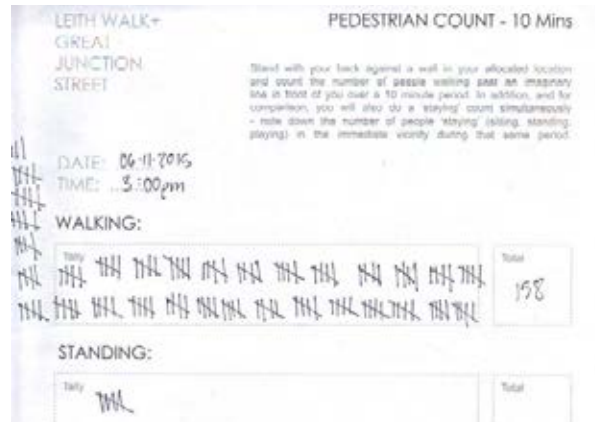 LEITH WALK+
GREAT
JUNCTION
STREET
PEDESTRIAN COUNT - 10 Mins
Stand with your back against a wall in your allocated location
and count the number of people walking past an imaginary
line in front of you over a 10 minute period. In addition, and for
comparison, you will also do a 'staying' count simultaneously
- note down the number of people 'staying' (sitting, standing,
playing) in the immediate vicinity during that same period.
DATE: 06-11-2015
TIME: ...3:00pm
WALKING:
Tally
Total
158
STANDING:
Tally
Total